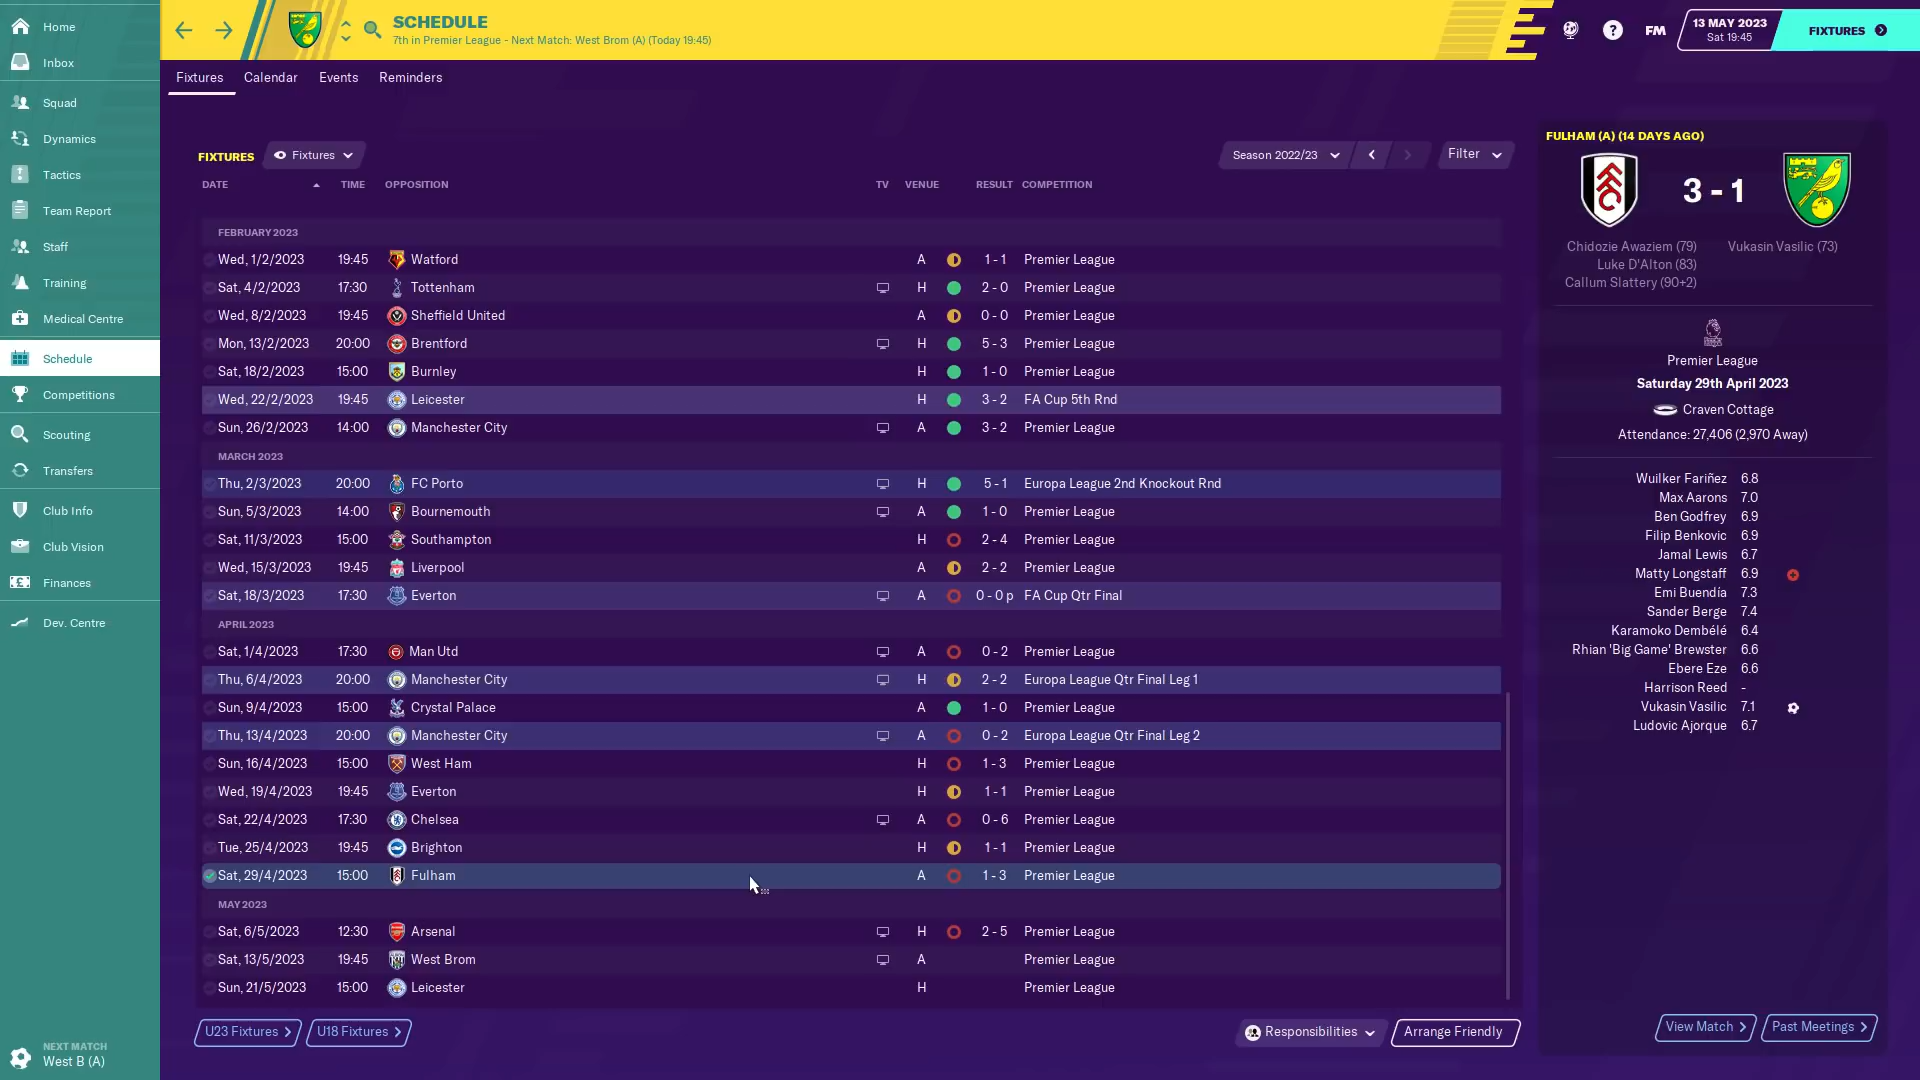 Home
Inbox
Squad
Dynamics
Tactics
Team Report
Staff
Training
Medical Centre
Schedule
Competitions
Scouting
Transfers
Club Info
Club Vision
Finances
Dev. Centre
NEXT MATCH
West B (A)
SCHEDULE
7th in Premier League - Next Match: West Brom (A) (Today 19:45)
? FM 13 MAY 2023
Sat 19:45
FIXTURES
Fixtures Calendar Events Reminders
FIXTURES Fixtures Season 2022/23 Filter
DATE TIME OPPOSITION TV VENUE RESULT COMPETITION
FEBRUARY 2023
Wed, 1/2/2023 19:45 Watford A 1 - 1 Premier League
Sat, 4/2/2023 17:30 Tottenham H 2 - 0 Premier League
Wed, 8/2/2023 19:45 Sheffield United A 0 - 0 Premier League
Mon, 13/2/2023 20:00 Brentford H 5 - 3 Premier League
Sat, 18/2/2023 15:00 Burnley H 1 - 0 Premier League
Wed, 22/2/2023 19:45 Leicester H 3 - 2 FA Cup 5th Rnd
Sun, 26/2/2023 14:00 Manchester City A 3 - 2 Premier League
MARCH 2023
Thu, 2/3/2023 20:00 FC Porto H 5 - 1 Europa League 2nd Knockout Rnd
Sun, 5/3/2023 14:00 Bournemouth A 1 - 0 Premier League
Sat, 11/3/2023 15:00 Southampton H 2 - 4 Premier League
Wed, 15/3/2023 19:45 Liverpool A 2 - 2 Premier League
Sat, 18/3/2023 17:30 Everton A 0 - 0 p FA Cup Qtr Final
APRIL 2023
Sat, 1/4/2023 17:30 Man Utd A 0 - 2 Premier League
Thu, 6/4/2023 20:00 Manchester City H 2 - 2 Europa League Qtr Final Leg 1
Sun, 9/4/2023 15:00 Crystal Palace A 1 - 0 Premier League
Thu, 13/4/2023 20:00 Manchester City A 0 - 2 Europa League Qtr Final Leg 2
Sun, 16/4/2023 15:00 West Ham H 1 - 3 Premier League
Wed, 19/4/2023 19:45 Everton H 1 - 1 Premier League
Sat, 22/4/2023 17:30 Chelsea A 0 - 6 Premier League
Tue, 25/4/2023 19:45 Brighton H 1 - 1 Premier League
Sat, 29/4/2023 15:00 Fulham A 1 - 3 Premier League
MAY 2023
Sat, 6/5/2023 12:30 Arsenal H 2 - 5 Premier League
Sat, 13/5/2023 19:45 West Brom A Premier League
Sun, 21/5/2023 15:00 Leicester H Premier League
U23 Fixtures U18 Fixtures Responsibilities Arrange Friendly
FULHAM (A) (14 DAYS AGO)
3 - 1
Chidozie Awaziem (79) Vukasin Vasilic (73)
Luke D'Alton (83)
Callum Slattery (90+2)
Premier League
Saturday 29th April 2023
Craven Cottage
Attendance: 27,406 (2,970 Away)
Wuilker Fariñez 6.8
Max Aarons 7.0
Ben Godfrey 6.9
Filip Benkovic 6.9
Jamal Lewis 6.7
Matty Longstaff 6.9
Emi Buendía 7.3
Sander Berge 7.4
Karamoko Dembélé 6.4
Rhian 'Big Game' Brewster 6.6
Ebere Eze 6.6
Harrison Reed -
Vukasin Vasilic 7.1
Ludovic Ajorque 6.7
View Match Past Meetings